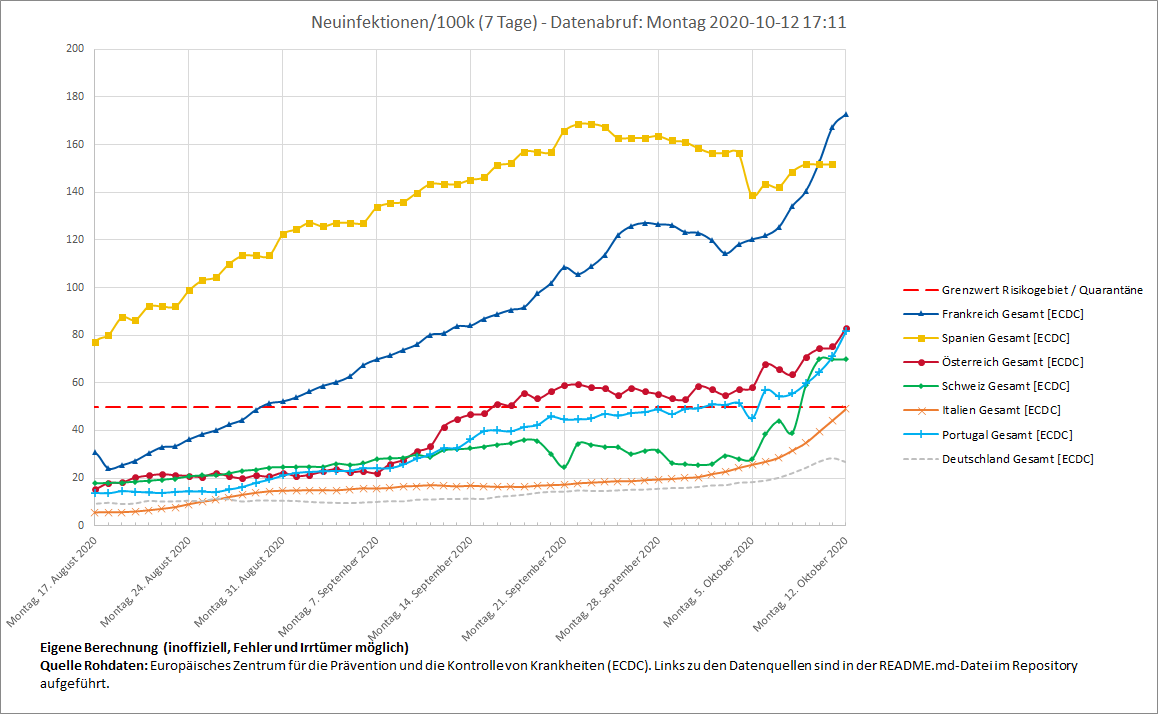 Neuinfektionen/100k (7 Tage) - Datenabruf: Montag 2020-10-12 17:11
200
180
160
140
120
100
80
60
40
20
0
Montag, 17. August 2020
Montag, 24. August 2020
Montag, 31. August 2020
Montag, 7. September 2020
Montag, 14. September 2020
Montag, 21. September 2020
Montag, 28. September 2020
Montag, 5. Oktober 2020
Montag, 12. Oktober 2020
Grenzwert Risikogebiet / Quarantäne
Frankreich Gesamt [ECDC]
Spanien Gesamt [ECDC]
Österreich Gesamt [ECDC]
Schweiz Gesamt [ECDC]
Italien Gesamt [ECDC]
Portugal Gesamt [ECDC]
Deutschland Gesamt [ECDC]
Eigene Berechnung (inoffiziell, Fehler und Irrtümer möglich)
Quelle Rohdaten: Europäisches Zentrum für die Prävention und die Kontrolle von Krankheiten (ECDC). Links zu den Datenquellen sind in der README.md-Datei im Repository
aufgeführt.